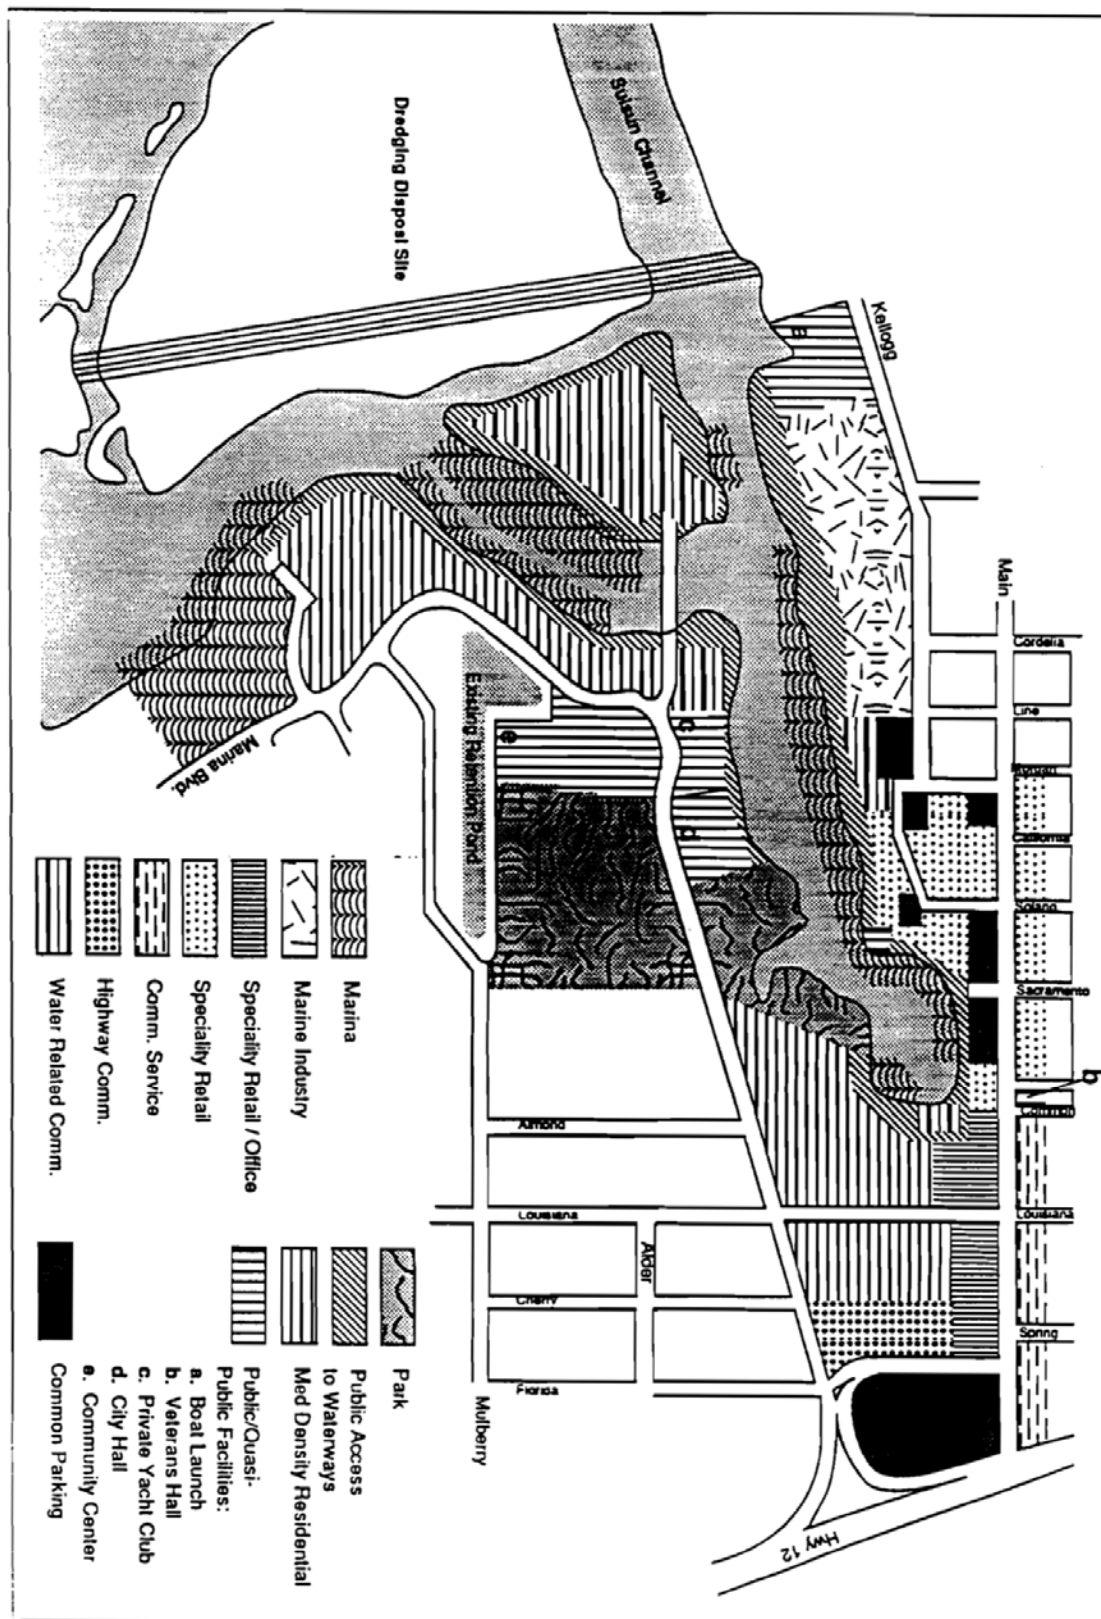 Suisun Channel
Dredging Disposal Site
Kellogg
a
Main
Cordelia
Line
Morgan
California
Solano
Sacramento
b
Common
Louisiana
Spring
Existing Retention Pond
e
c
d
Marina Blvd.
Almond
Louisiana
Alder
Cherry
Florida
Mulberry
Hwy 12
Marina
Marine Industry
Speciality Retail / Office
Speciality Retail
Comm. Service
Highway Comm.
Water Related Comm.
Park
Public Access
to Waterways
Med Density Residential
Public/Quasi-
Public Facilities:
a. Boat Launch
b. Veterans Hall
c. Private Yacht Club
d. City Hall
e. Community Center
Common Parking